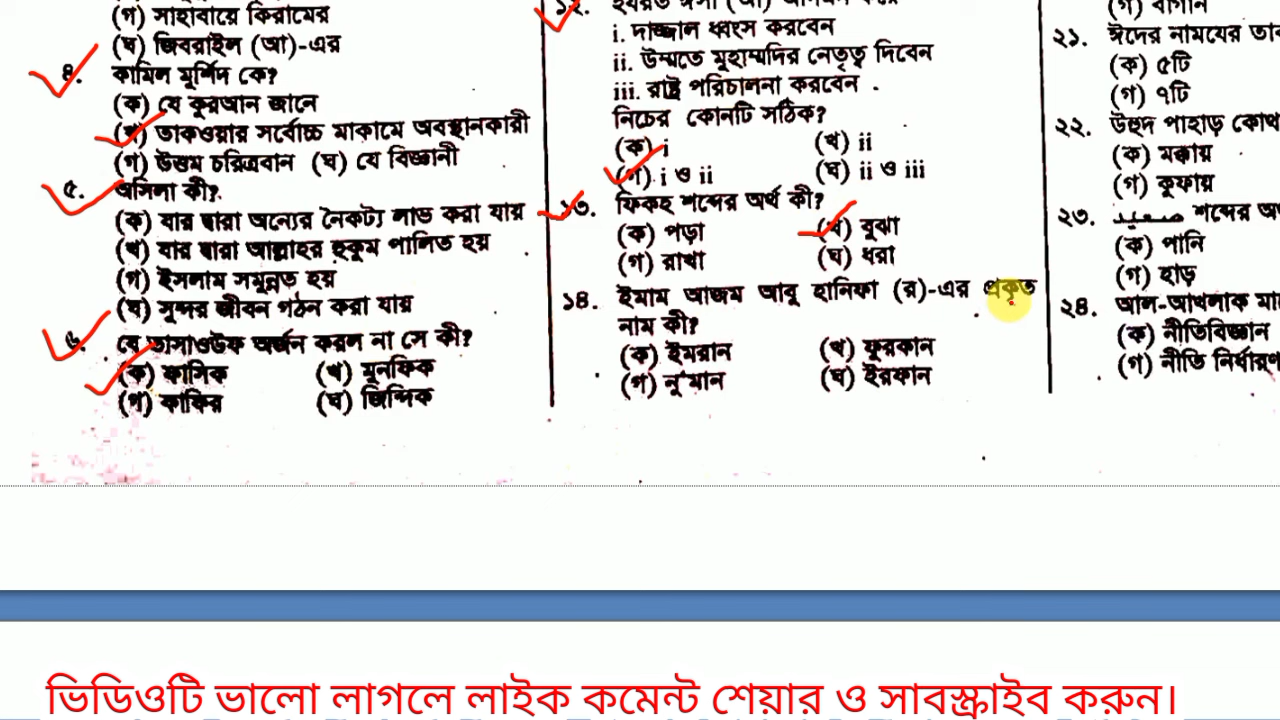 (গ) সাহাবায়ে কিরামের
(ঘ) জিবরাইল (আ)-এর
৪. কামিল মুর্শিদ কে?
(ক) যে কুরআন জানে
(খ) তাকওয়ার সর্বোচ্চ মাকামে অবস্থানকারী
(গ) উত্তম চরিত্রবান (ঘ) যে বিজ্ঞানী
৫. অসিলা কী?
(ক) যার দ্বারা অন্যের নৈকট্য লাভ করা যায়
(খ) যার দ্বারা আল্লাহর হুকুম পালিত হয়
(গ) ইসলাম সমুন্নত হয়
(ঘ) সুন্দর জীবন গঠন করা যায়
৬. যে তাসাওউফ অর্জন করল না সে কী?
(ক) ফাসিক (খ) মুনফিক
(গ) কাফির (ঘ) জিন্দিক
১২.
i. দাজ্জাল ধ্বংস করবেন
ii. উম্মতে মুহাম্মদির নেতৃত্ব দিবেন
iii. রাষ্ট্র পরিচালনা করবেন
নিচের কোনটি সঠিক?
(ক) i (খ) ii
(গ) i ও ii (ঘ) ii ও iii
১৩. ফিকহ শব্দের অর্থ কী?
(ক) পড়া (খ) বুঝা
(গ) রাখা (ঘ) ধরা
১৪. ইমাম আজম আবু হানিফা (র)-এর প্রকৃত
নাম কী?
(ক) ইমরান (খ) ফুরকান
(গ) নু'মান (ঘ) ইরফান
(গ) বাগান
২১. ঈদের নামযের তা
(ক) ৫টি
(গ) ৭টি
২২. উহুদ পাহাড় কোথ
(ক) মক্কায়
(গ) কুফায়
২৩. صعيد শব্দের অ
(ক) পানি
(গ) হাড়
২৪. আল-আখলাক মা
(ক) নীতিবিজ্ঞান
(গ) নীতি নির্ধারণ
ভিডিওটি ভালো লাগলে লাইক কমেন্ট শেয়ার ও সাবস্ক্রাইব করুন।